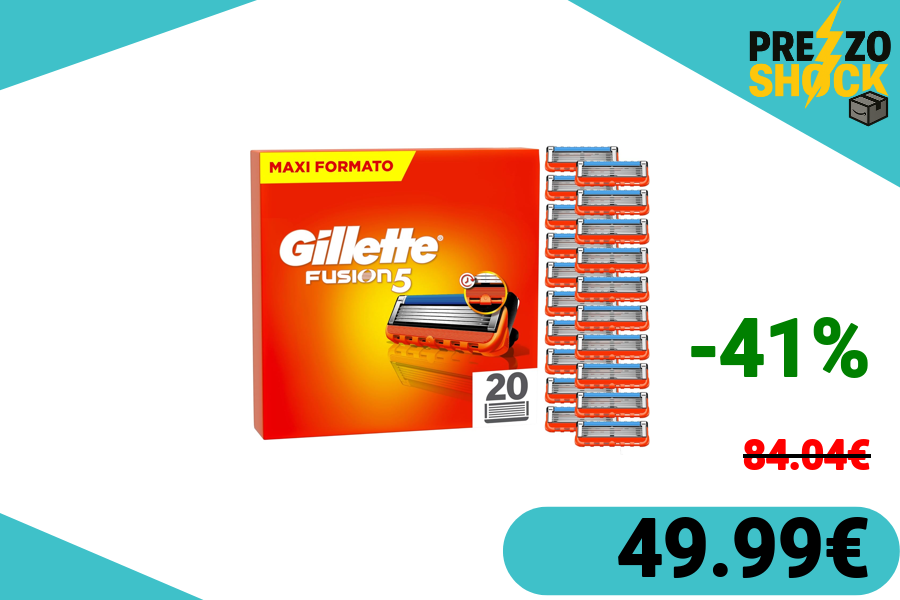 PREZZO
SHOCK
MAXI FORMATO
Gillette®
FUSION5
20
-41%
84.04€
49.99€